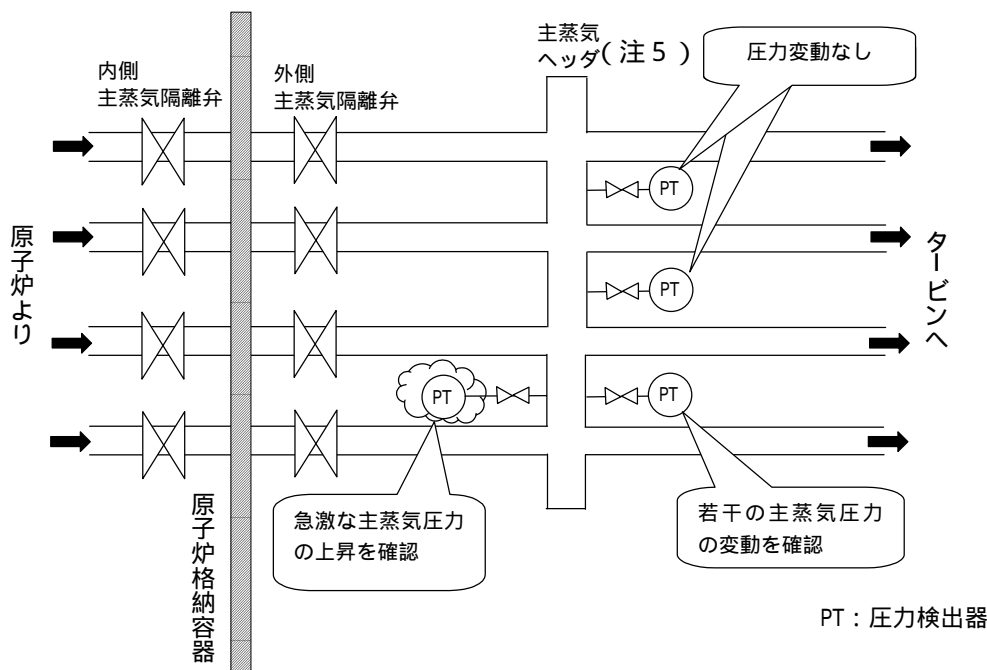 主蒸気
ヘッダ(注5)
圧力変動なし
内側
主蒸気隔離弁
外側
主蒸気隔離弁
PT
原子炉より
タービンへ
PT
PT
PT
急激な主蒸気圧力
の上昇を確認
若干の主蒸気圧力
の変動を確認
原子炉格納容器
PT:圧力検出器